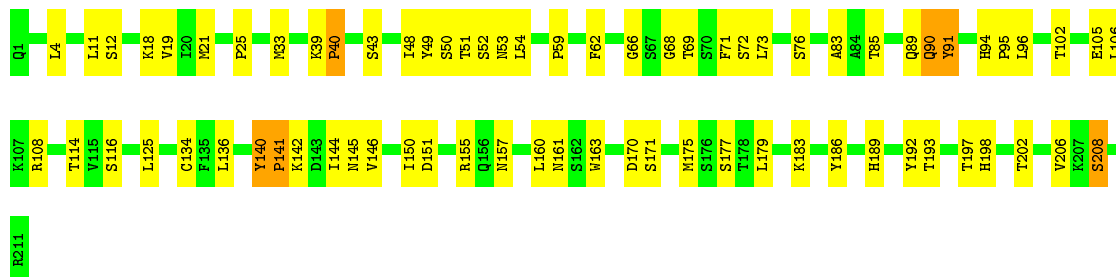 Q1 L4 L11 S12 K18 V19 I20 M21 P25 M33 K39 P40 S43 I48 Y49 S50 T51 S52 N53 L54 P59 F62 G66 S67 G68 T69 S70 F71 S72 L73 S76 A83 A84 T85 Q89 Q90 Y91 H94 P95 L96 T102 E105 L106
K107 R108 T114 V115 S116 L125 C134 F135 L136 Y140 P141 K142 D143 I144 N145 V146 I150 D151 R155 Q156 N157 L160 N161 S162 W163 D170 S171 M175 S176 S177 T178 L179 K183 Y186 H189 Y192 T193 T197 H198 T202 V206 K207 S208
R211